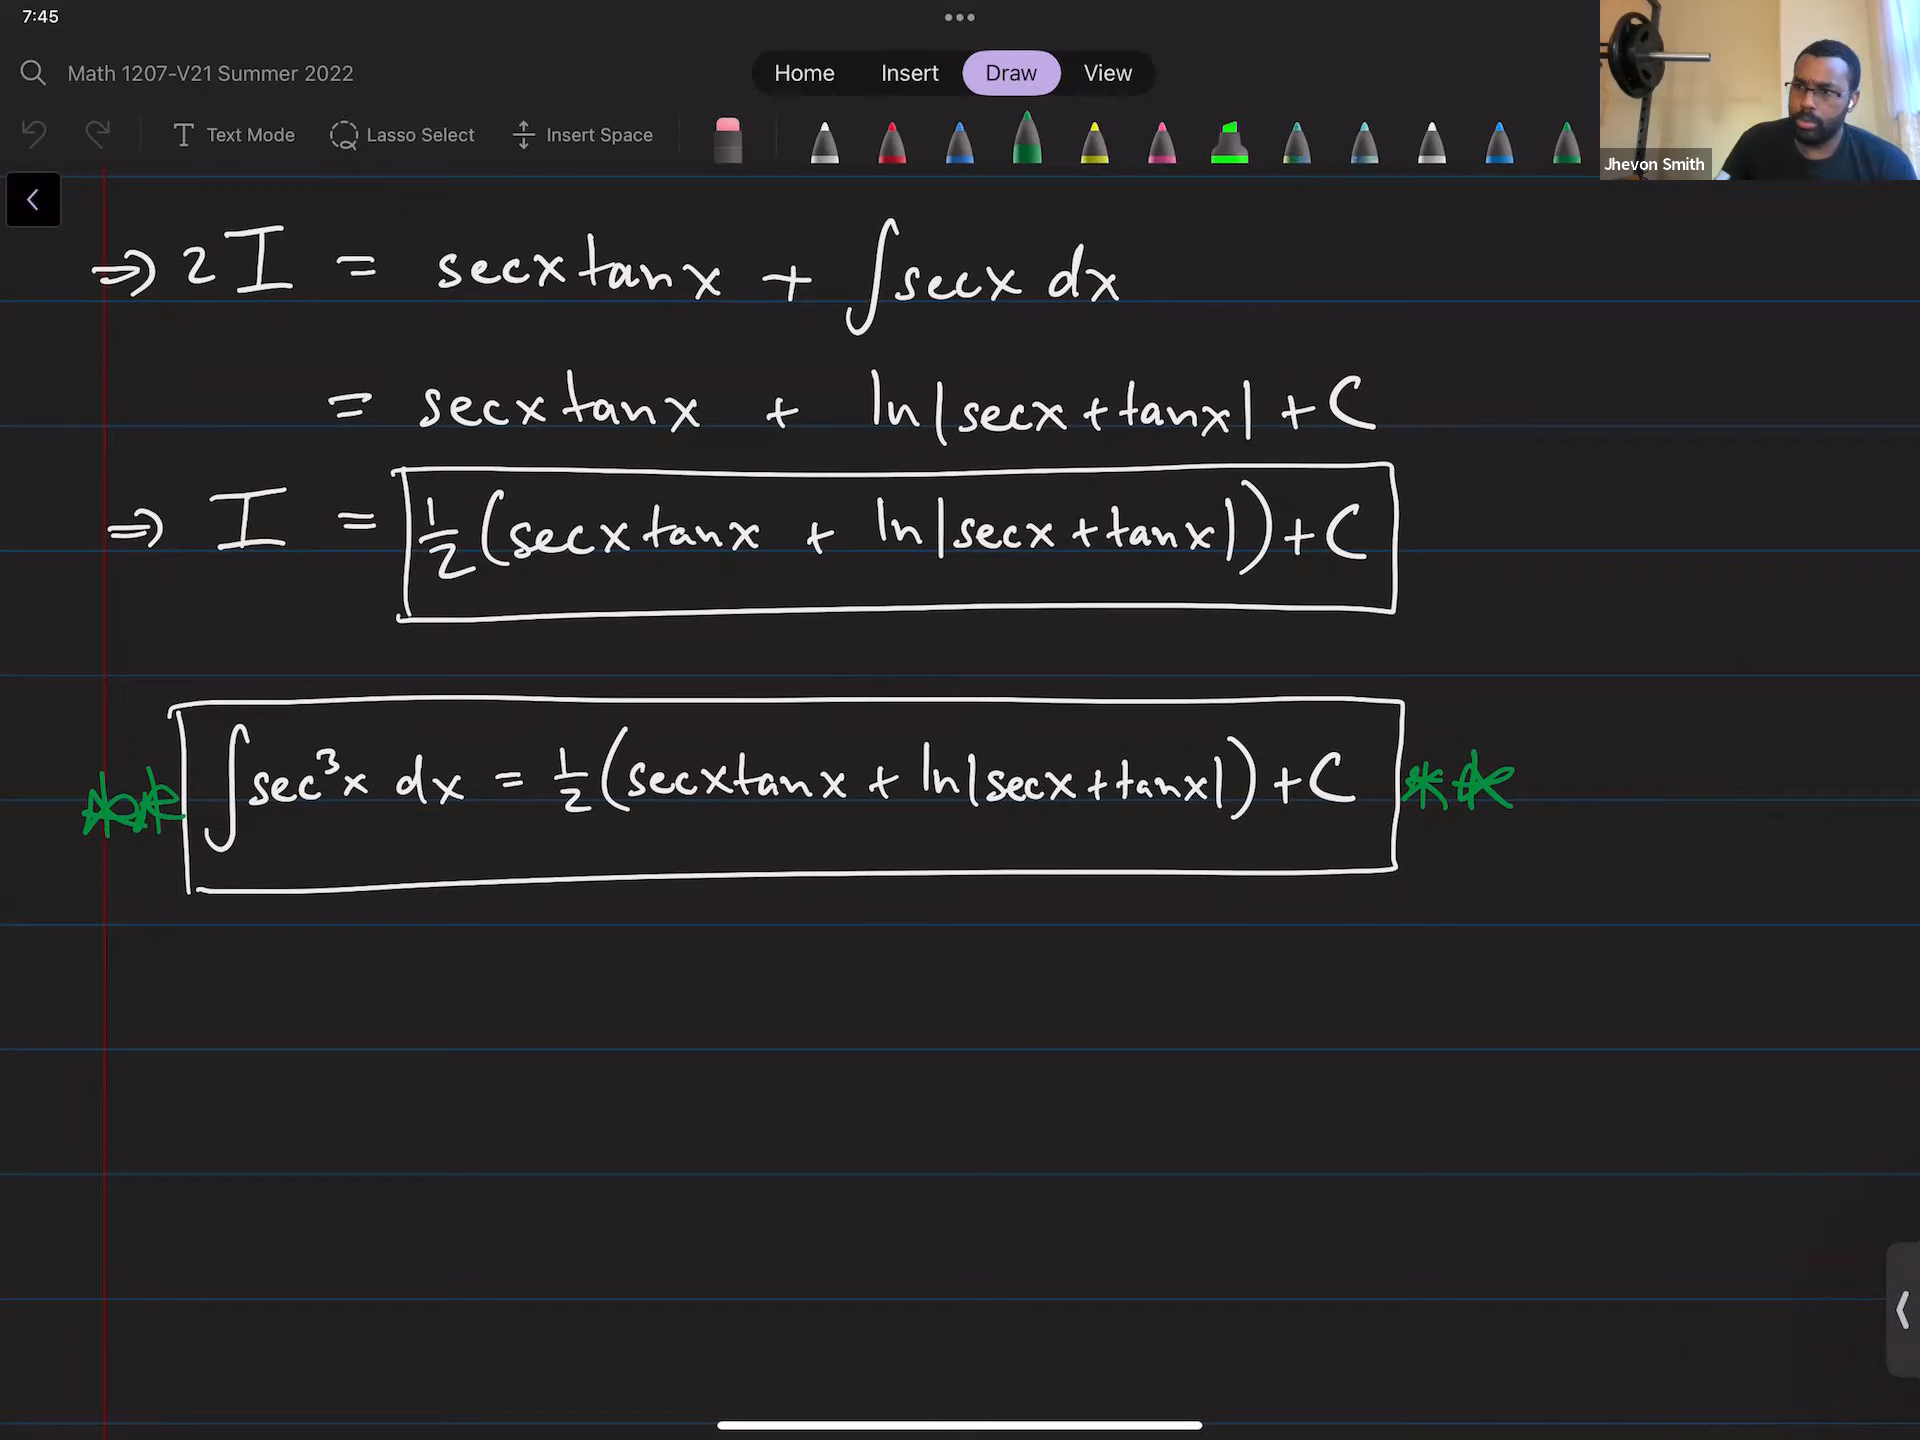 7:45
Math 1207-V21 Summer 2022
Home Insert Draw View
Text Mode Lasso Select Insert Space
Jhevon Smith
⇒ 2I = secx tanx + ∫secx dx
= secx tanx + ln|secx + tanx| + C
⇒ I = 1/2 (secx tanx + ln|secx + tanx|) + C
** ∫sec³x dx = 1/2 (secx tanx + ln|secx + tanx|) + C **